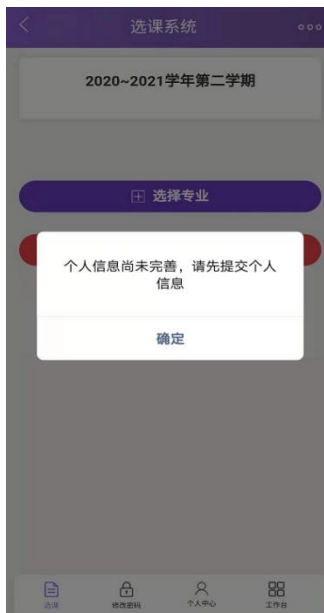 选课系统
2020~2021学年第二学期
选择专业
个人信息尚未完善，请先提交个人
信息
确定
选课
修改密码
个人中心
工作台